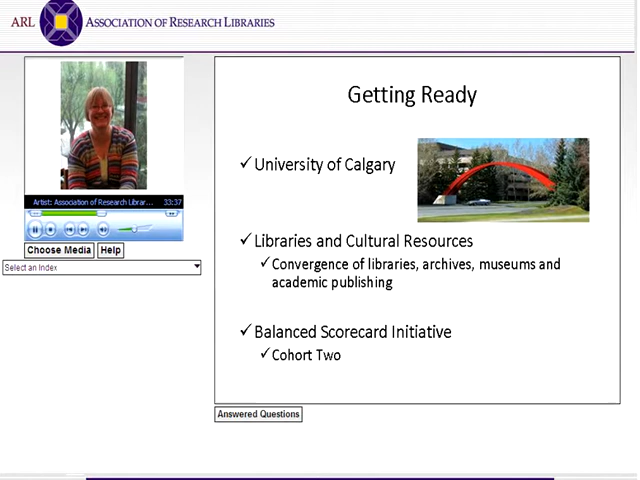 ARL ASSOCIATION OF RESEARCH LIBRARIES
Getting Ready
✓ University of Calgary
Artist: Association of Research Librar... 33:37
Choose Media Help
Select an Index
✓ Libraries and Cultural Resources
✓ Convergence of libraries, archives, museums and
academic publishing
✓ Balanced Scorecard Initiative
✓ Cohort Two
Answered Questions